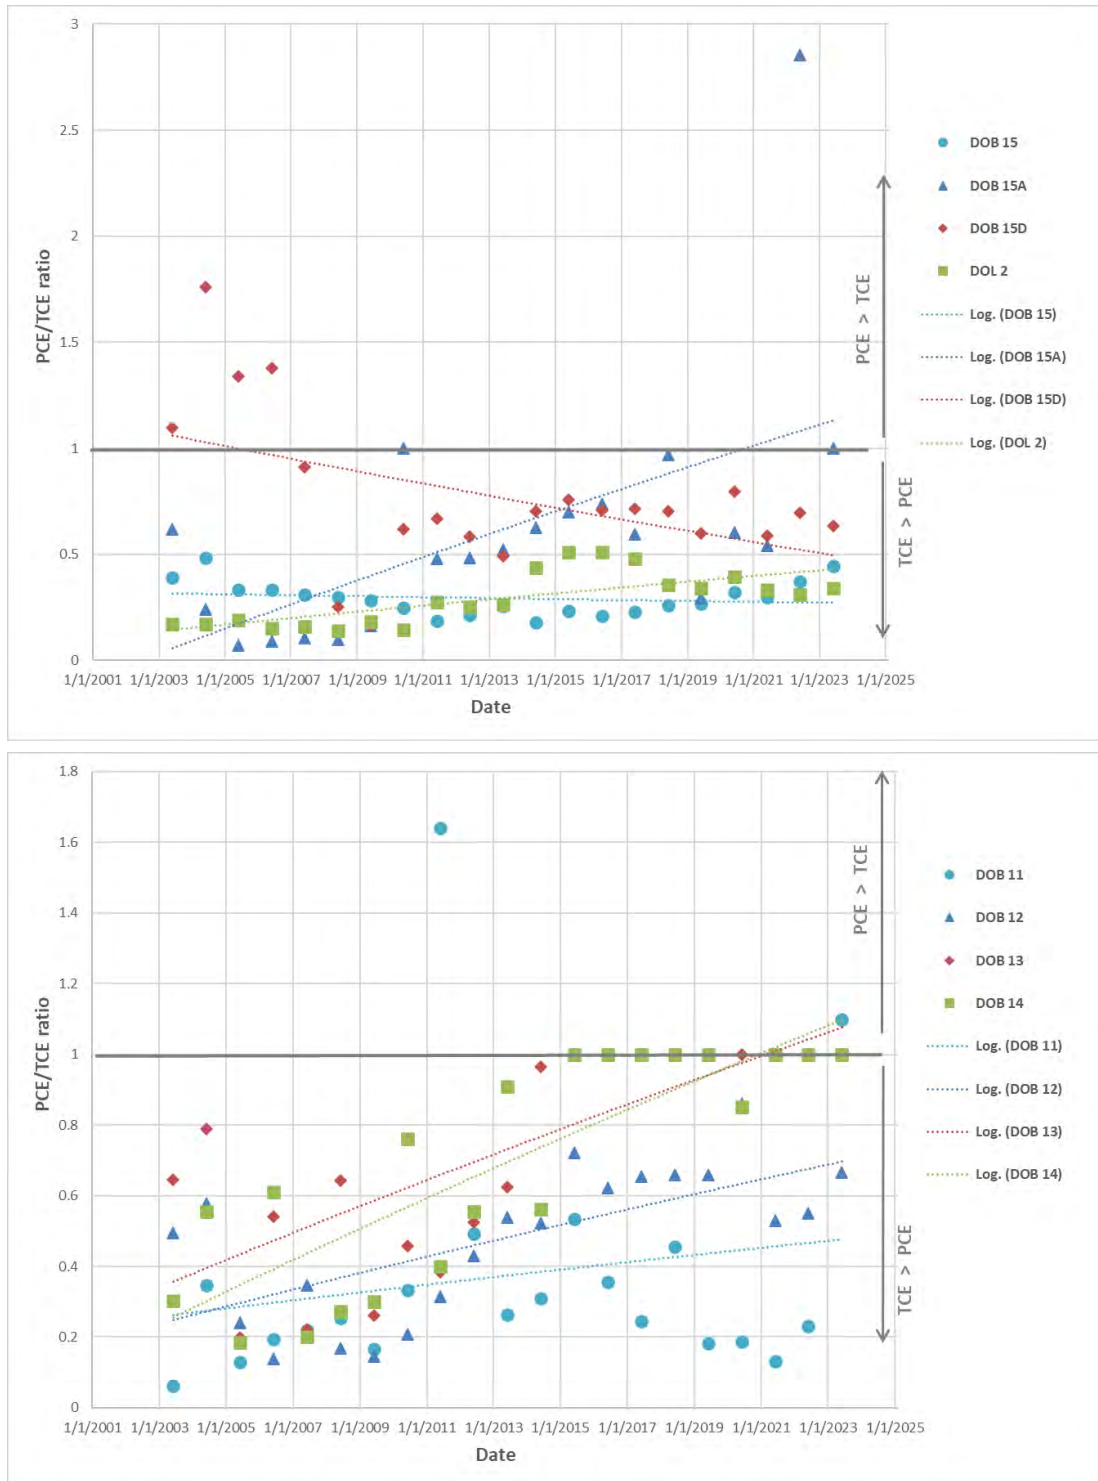 3
2.5
2
1.5
1
0.5
0
PCE/TCE ratio
1/1/2001 1/1/2003 1/1/2005 1/1/2007 1/1/2009 1/1/2011 1/1/2013 1/1/2015 1/1/2017 1/1/2019 1/1/2021 1/1/2023 1/1/2025
Date
PCE > TCE
TCE > PCE
DOB 15
DOB 15A
DOB 15D
DOL 2
Log. (DOB 15)
Log. (DOB 15A)
Log. (DOB 15D)
Log. (DOL 2)
1.8
1.6
1.4
1.2
1
0.8
0.6
0.4
0.2
0
PCE/TCE ratio
1/1/2001 1/1/2003 1/1/2005 1/1/2007 1/1/2009 1/1/2011 1/1/2013 1/1/2015 1/1/2017 1/1/2019 1/1/2021 1/1/2023 1/1/2025
Date
PCE > TCE
TCE > PCE
DOB 11
DOB 12
DOB 13
DOB 14
Log. (DOB 11)
Log. (DOB 12)
Log. (DOB 13)
Log. (DOB 14)